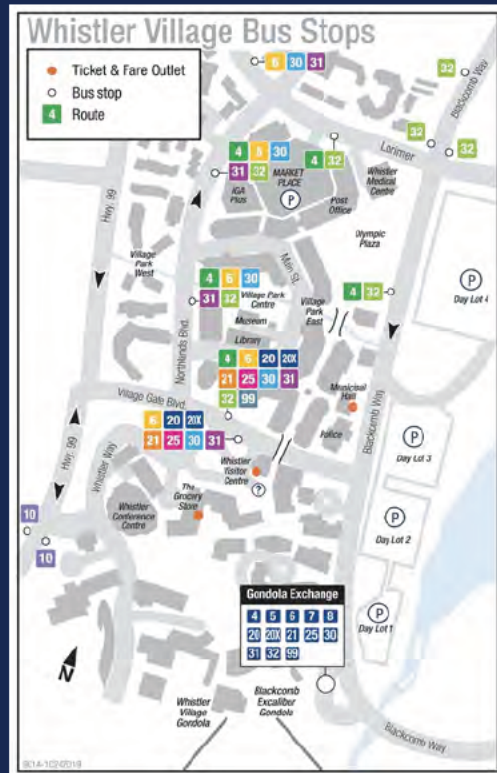 Whistler Village Bus Stops
Ticket & Fare Outlet
Bus stop
4 Route
6 30 31
32
Blackcomb Way
32
32
Lorimer
4 6 30
31 32
MARKET
PLACE
IGA
Plus
P
4 32
Post
Office
Whistler
Medical
Centre
Olympic
Plaza
Hwy. 99
Village
Park
West
Main St.
P
Day Lot 4
4 6 30
31 32
Village Park
Centre
Museum
Library
Village
Park
East
4 32
Northlands Blvd.
4 6 20 20X
21 25 30 31
32 99
Municipal
Hall
Police
Village Gate Blvd.
6 20 20X
21 25 30 31
Blackcomb Way
P
Day Lot 3
Hwy. 99
Whistler Way
Whistler
Visitor
Centre
?
The
Grocery
Store
Whistler
Conference
Centre
10
10
P
Day Lot 2
Gondola Exchange
4 5 6 7 8
20 20X 21 25 30
31 32 99
P
Day Lot 1
N
Whistler
Village
Gondola
Blackcomb
Excaliber
Gondola
Blackcomb Way